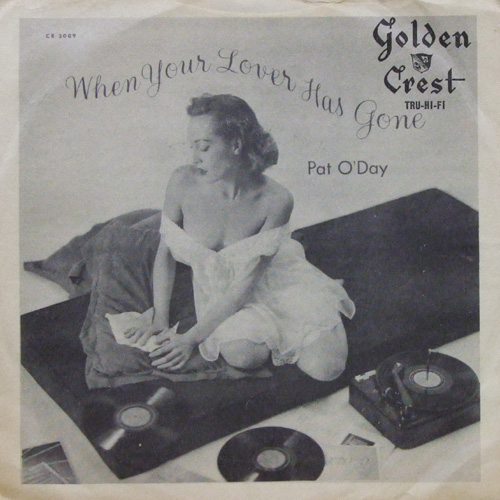 CR 3009
Golden
Crest
TRU-HI-FI
When Your Lover Has Gone
Pat O'Day